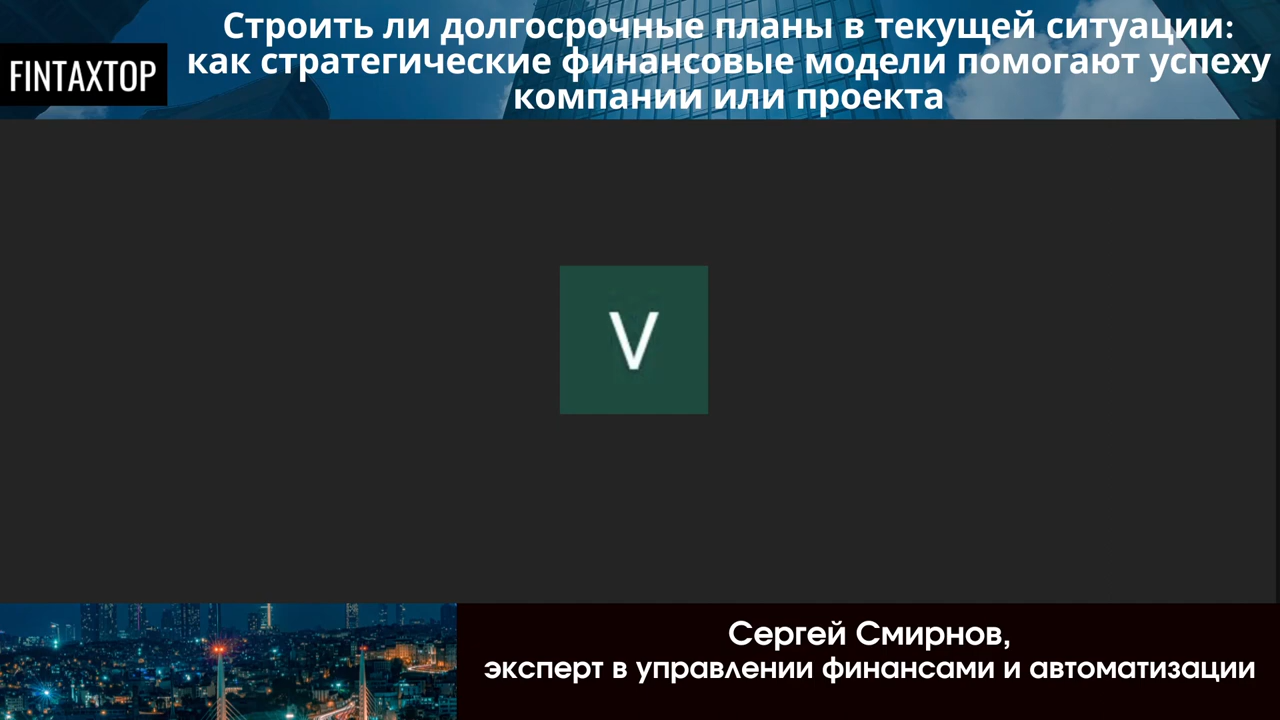 Строить ли долгосрочные планы в текущей ситуации:
как стратегические финансовые модели помогают успеху
компании или проекта
FINTAXTOP
V
Сергей Смирнов,
эксперт в управлении финансами и автоматизации